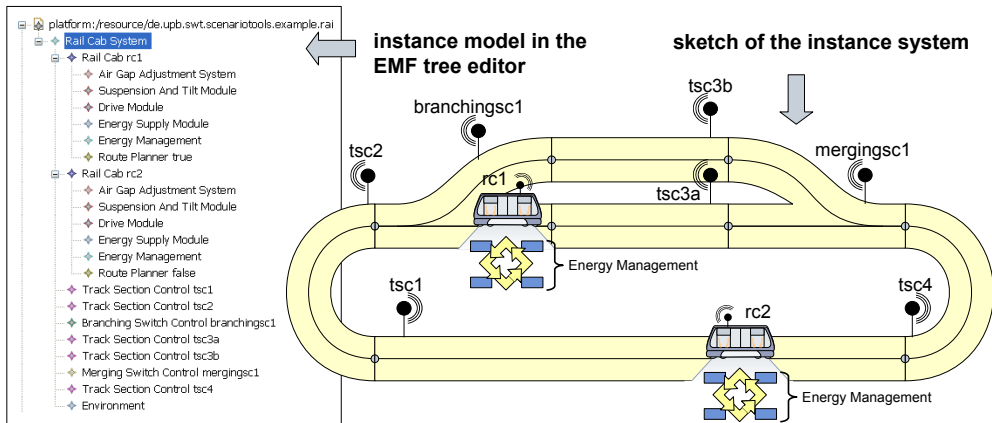 platform:/resource/de.upb.swt.scenariotools.example.rai
Rail Cab System
Rail Cab rc1
Air Gap Adjustment System
Suspension And Tilt Module
Drive Module
Energy Supply Module
Energy Management
Route Planner true
Rail Cab rc2
Air Gap Adjustment System
Suspension And Tilt Module
Drive Module
Energy Supply Module
Energy Management
Route Planner false
Track Section Control tsc1
Track Section Control tsc2
Branching Switch Control branchingsc1
Track Section Control tsc3a
Track Section Control tsc3b
Merging Switch Control mergingsc1
Track Section Control tsc4
Environment
instance model in the
EMF tree editor
sketch of the instance system
tsc3b
branchingsc1
tsc2
mergingsc1
rc1
tsc3a
Energy Management
tsc1
tsc4
rc2
Energy Management